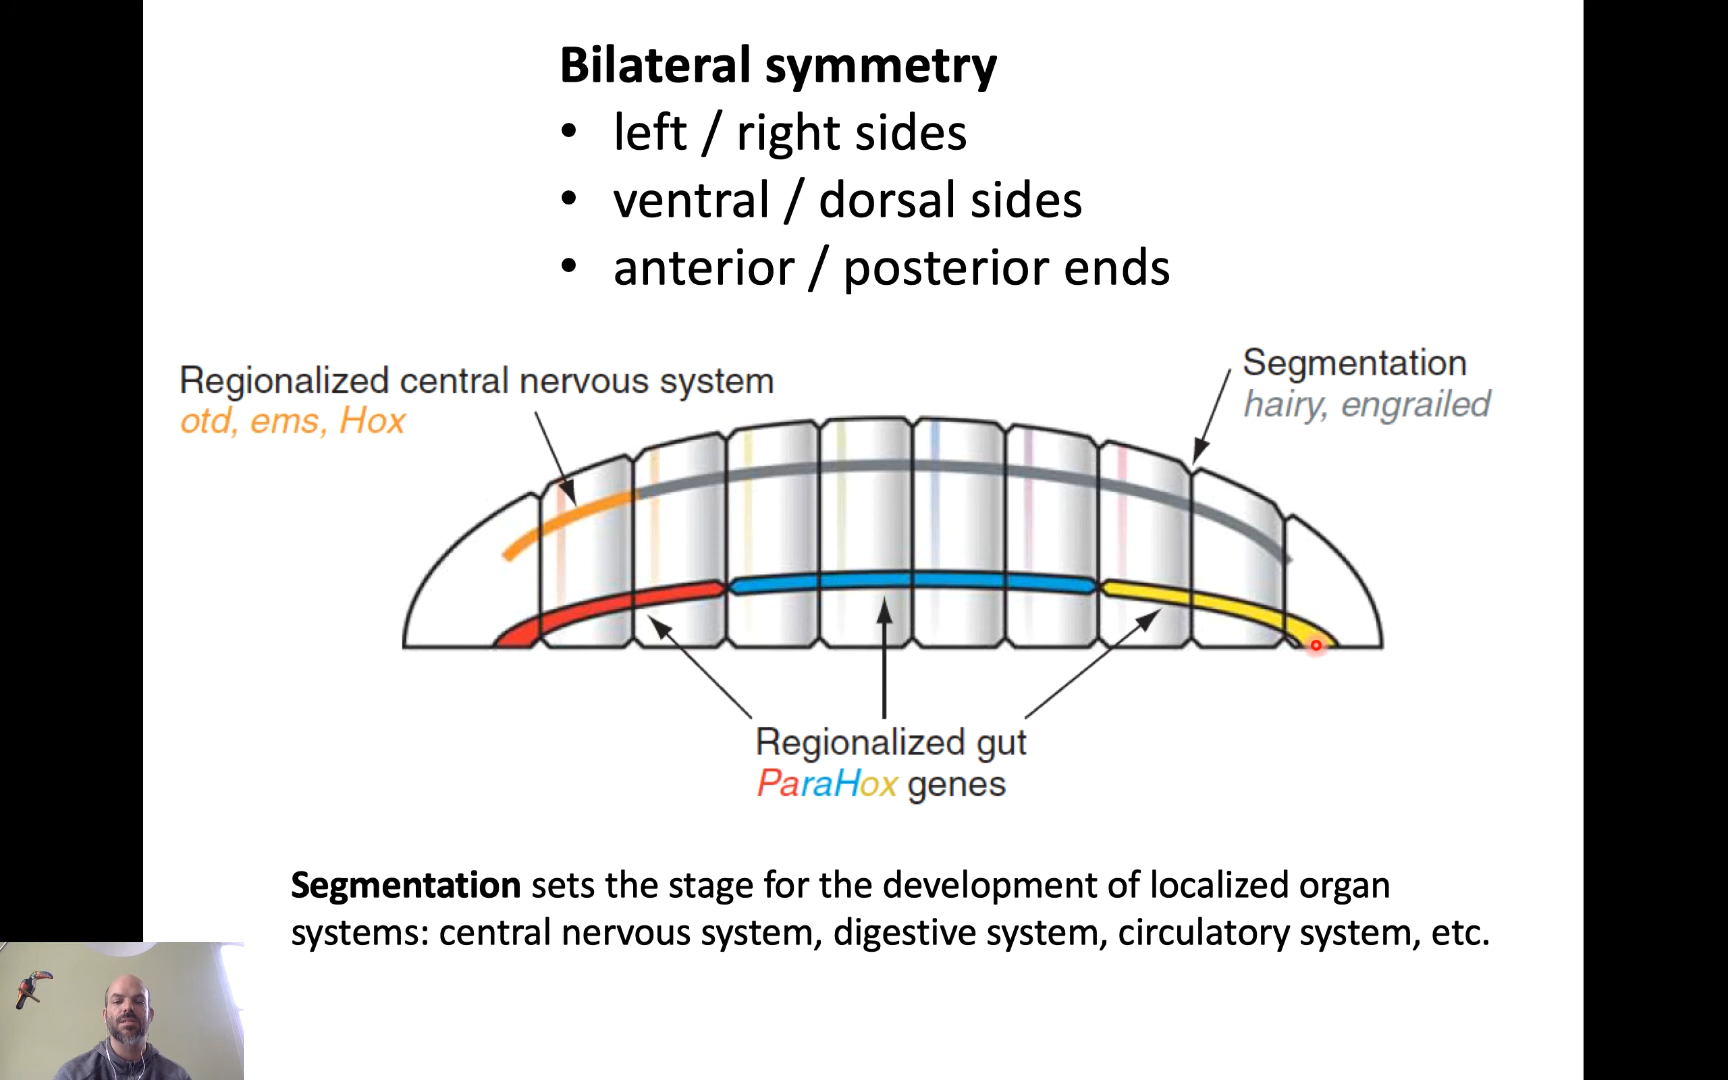 Bilateral symmetry
• left / right sides
• ventral / dorsal sides
• anterior / posterior ends
Regionalized central nervous system
otd, ems, Hox
Segmentation
hairy, engrailed
Regionalized gut
ParaHox genes
Segmentation sets the stage for the development of localized organ
systems: central nervous system, digestive system, circulatory system, etc.